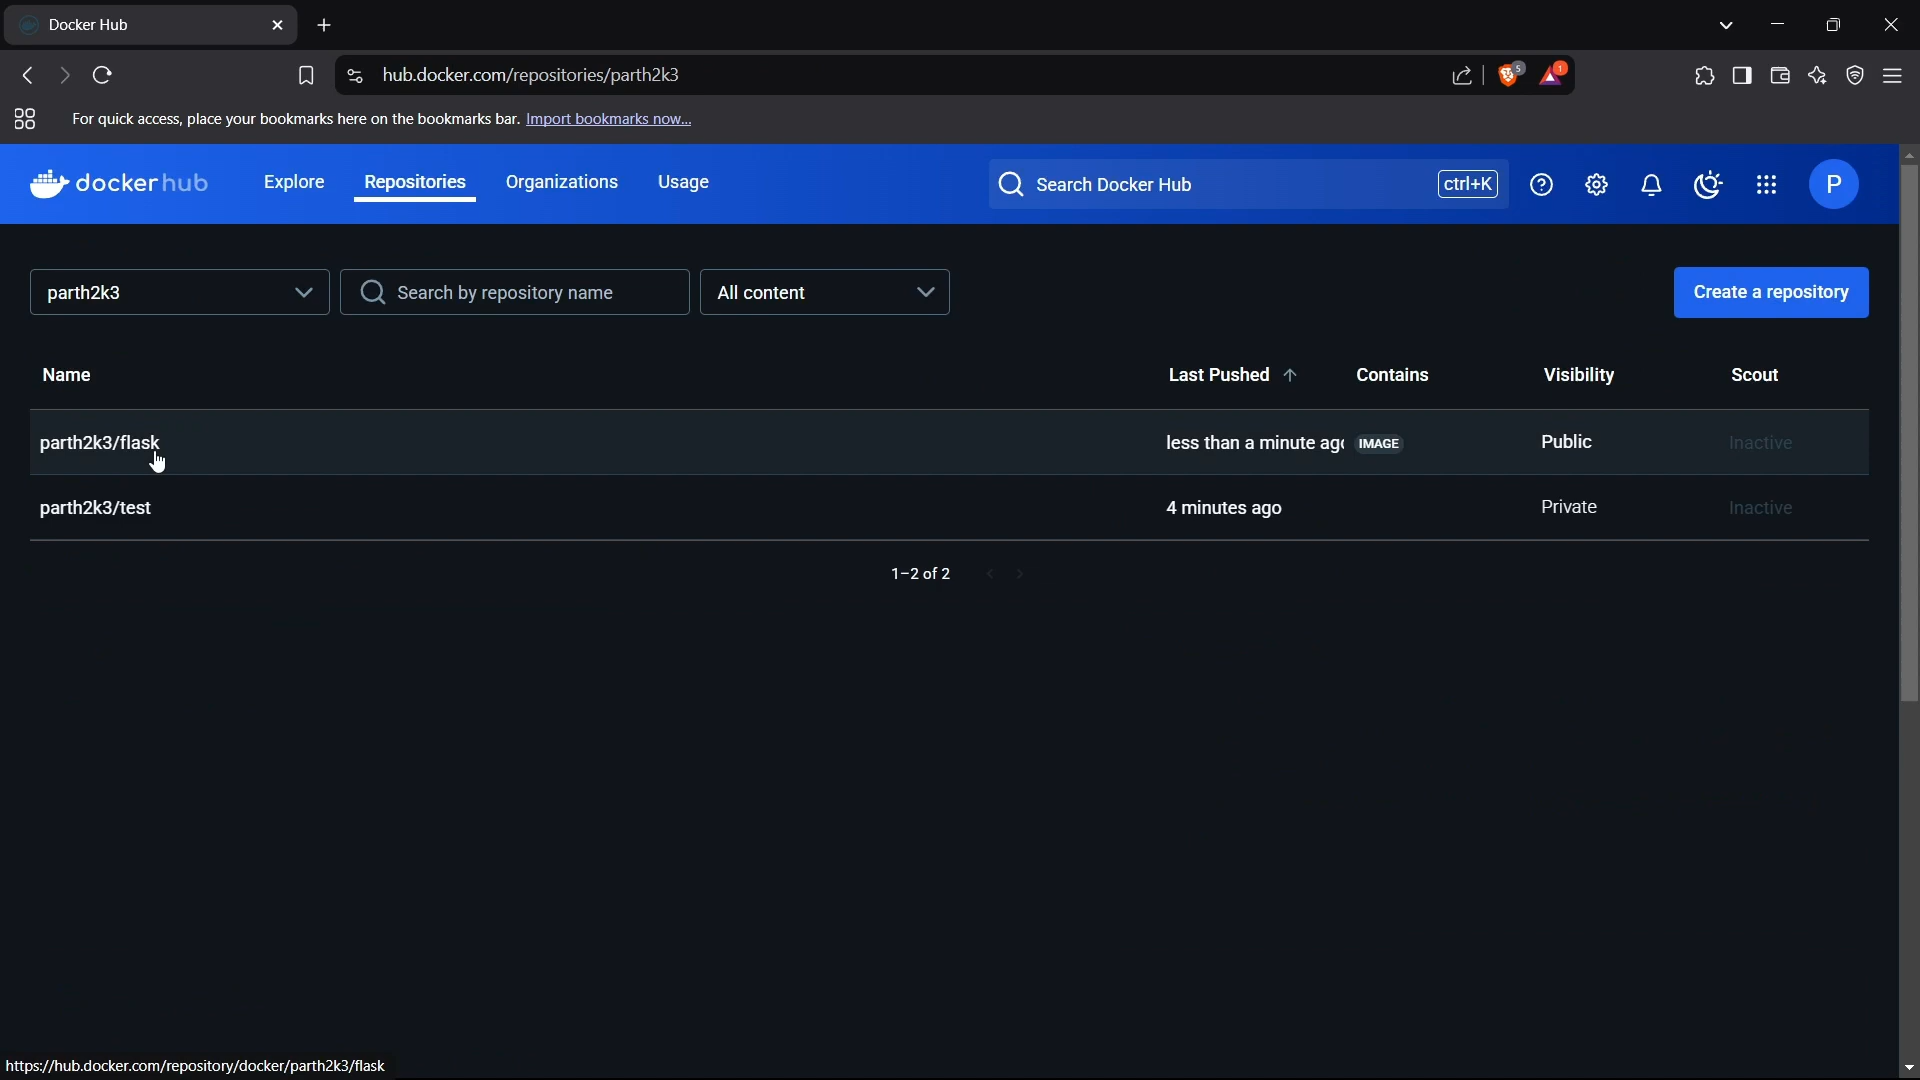 Docker Hub
hub.docker.com/repositories/parth2k3
5
1
For quick access, place your bookmarks here on the bookmarks bar. Import bookmarks now...
docker hub
Explore
Repositories
Organizations
Usage
Search Docker Hub
ctrl+K
P
parth2k3
Search by repository name
All content
Create a repository
Name
Last Pushed
Contains
Visibility
Scout
parth2k3/flask
less than a minute ago
IMAGE
Public
Inactive
parth2k3/test
4 minutes ago
Private
Inactive
1–2 of 2
https://hub.docker.com/repository/docker/parth2k3/flask